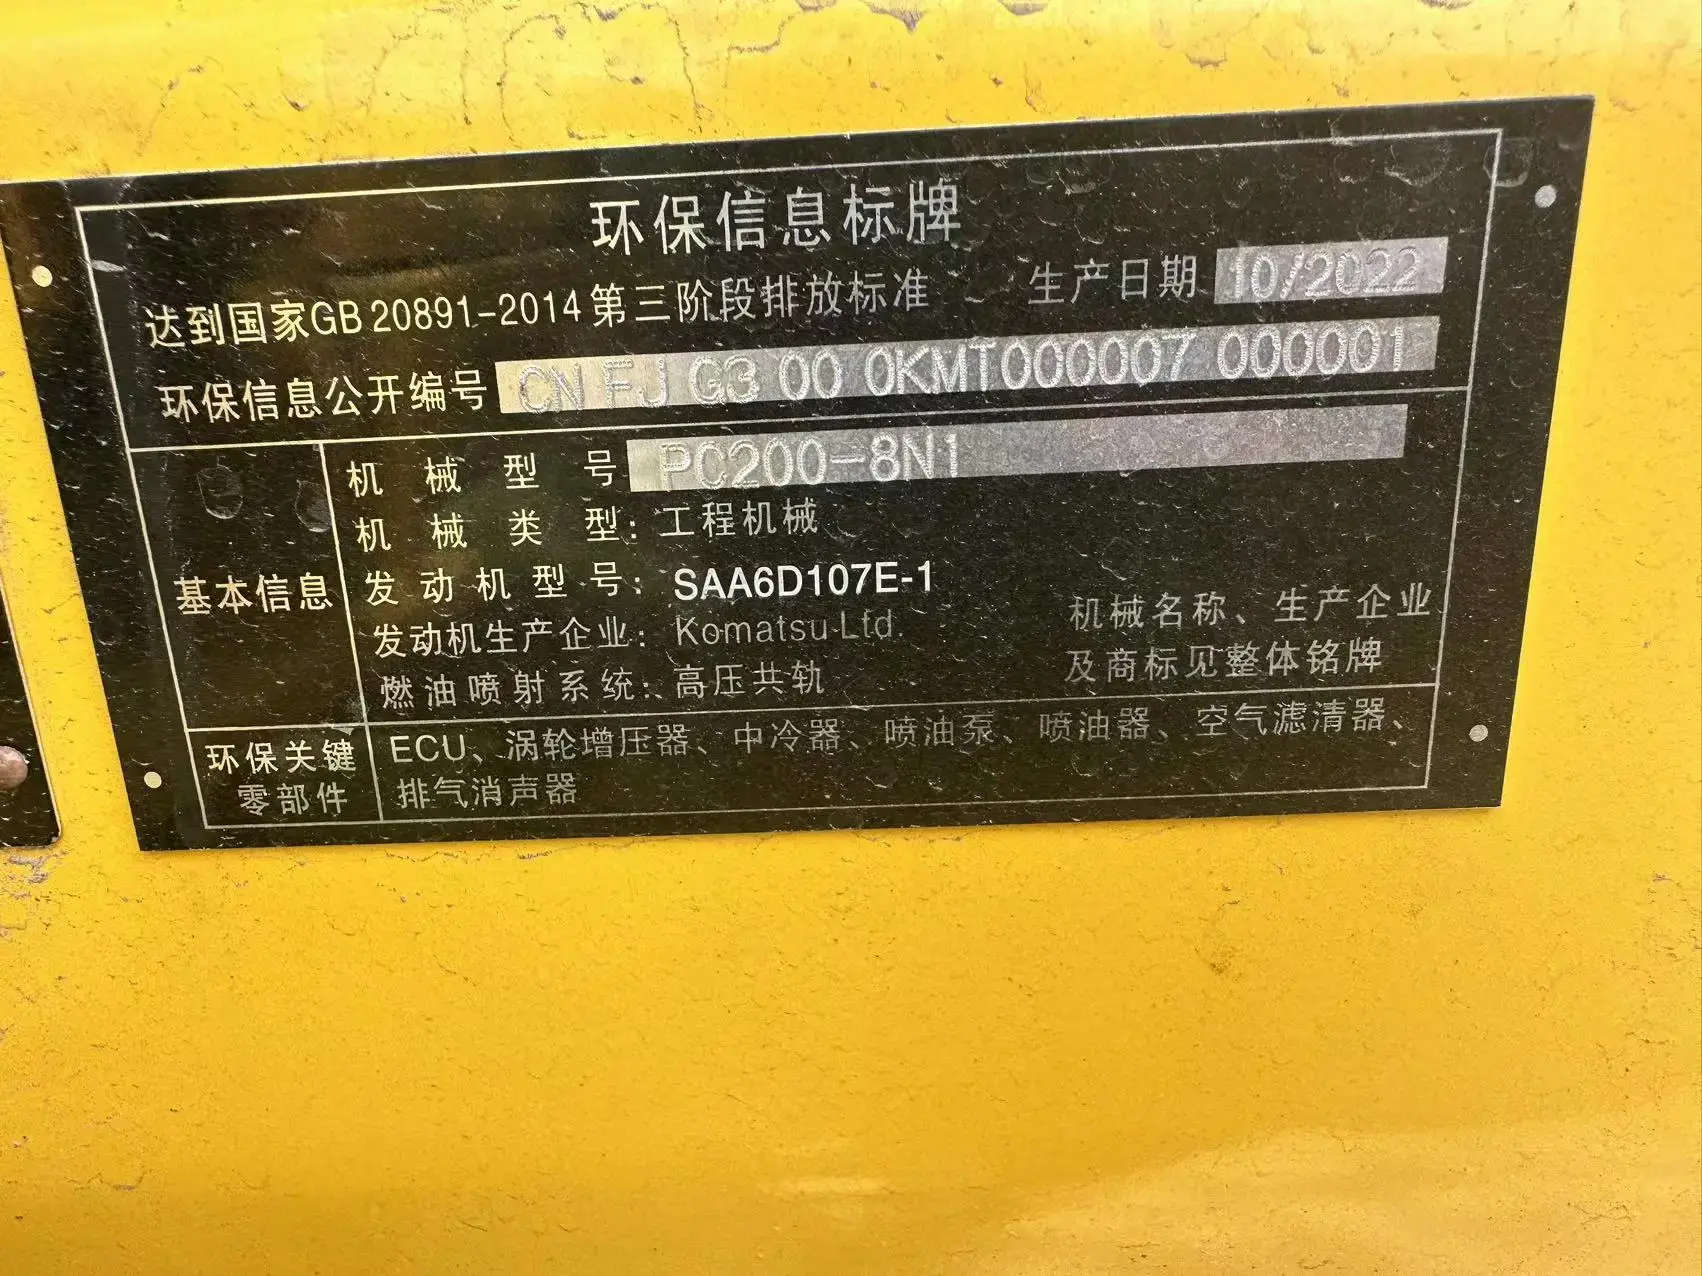 环保信息标牌
达到国家GB 20891-2014第三阶段排放标准 生产日期 10/2022
环保信息公开编号 CN FJ G3 00 0KMT000007 000001
基本信息
机械型号 PC200-8N1
机械类型：工程机械
发动机型号：SAA6D107E-1
发动机生产企业：Komatsu Ltd.
燃油喷射系统：高压共轨
机械名称、生产企业
及商标见整体铭牌
环保关键
零部件
ECU、涡轮增压器、中冷器、喷油泵、喷油器、空气滤清器、
排气消声器